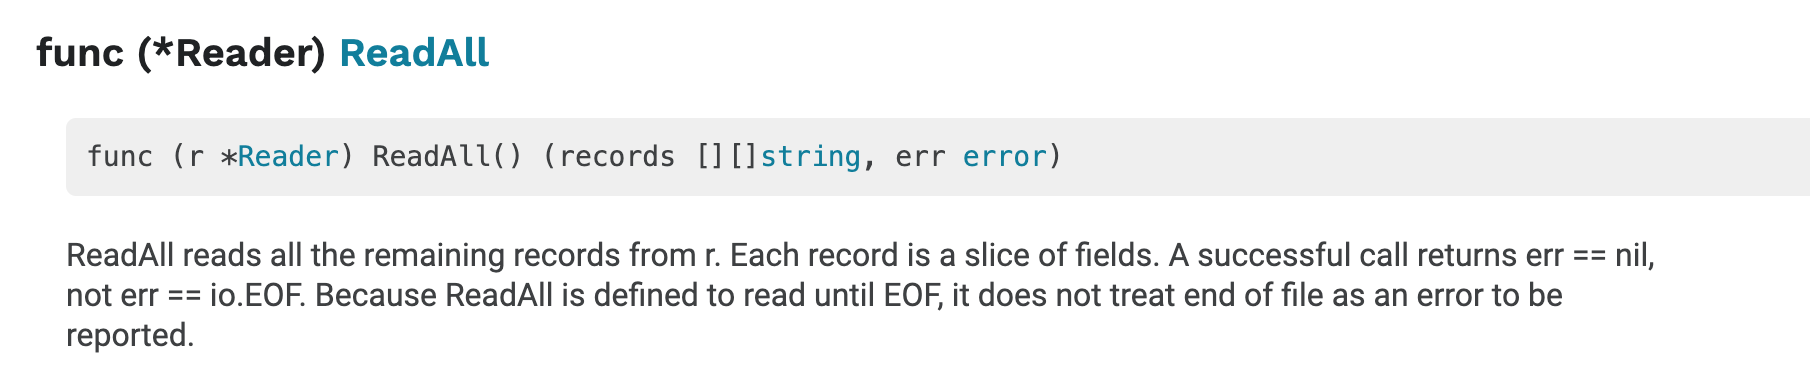 func (*Reader) ReadAll
func (r *Reader) ReadAll() (records [][]string, err error)
ReadAll reads all the remaining records from r. Each record is a slice of fields. A successful call returns err == nil,
not err == io.EOF. Because ReadAll is defined to read until EOF, it does not treat end of file as an error to be
reported.